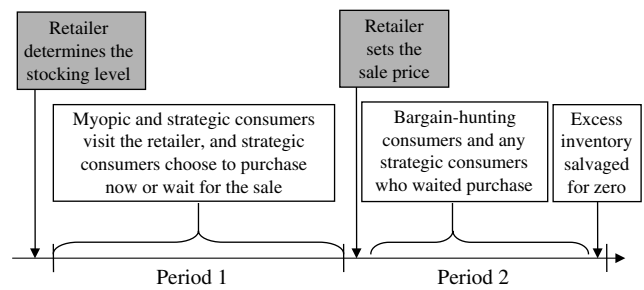 Retailer
determines the
stocking level
Retailer
sets the
sale price
Myopic and strategic consumers
visit the retailer, and strategic
consumers choose to purchase
now or wait for the sale
Bargain-hunting
consumers and any
strategic consumers
who waited purchase
Excess
inventory
salvaged
for zero
Period 1
Period 2